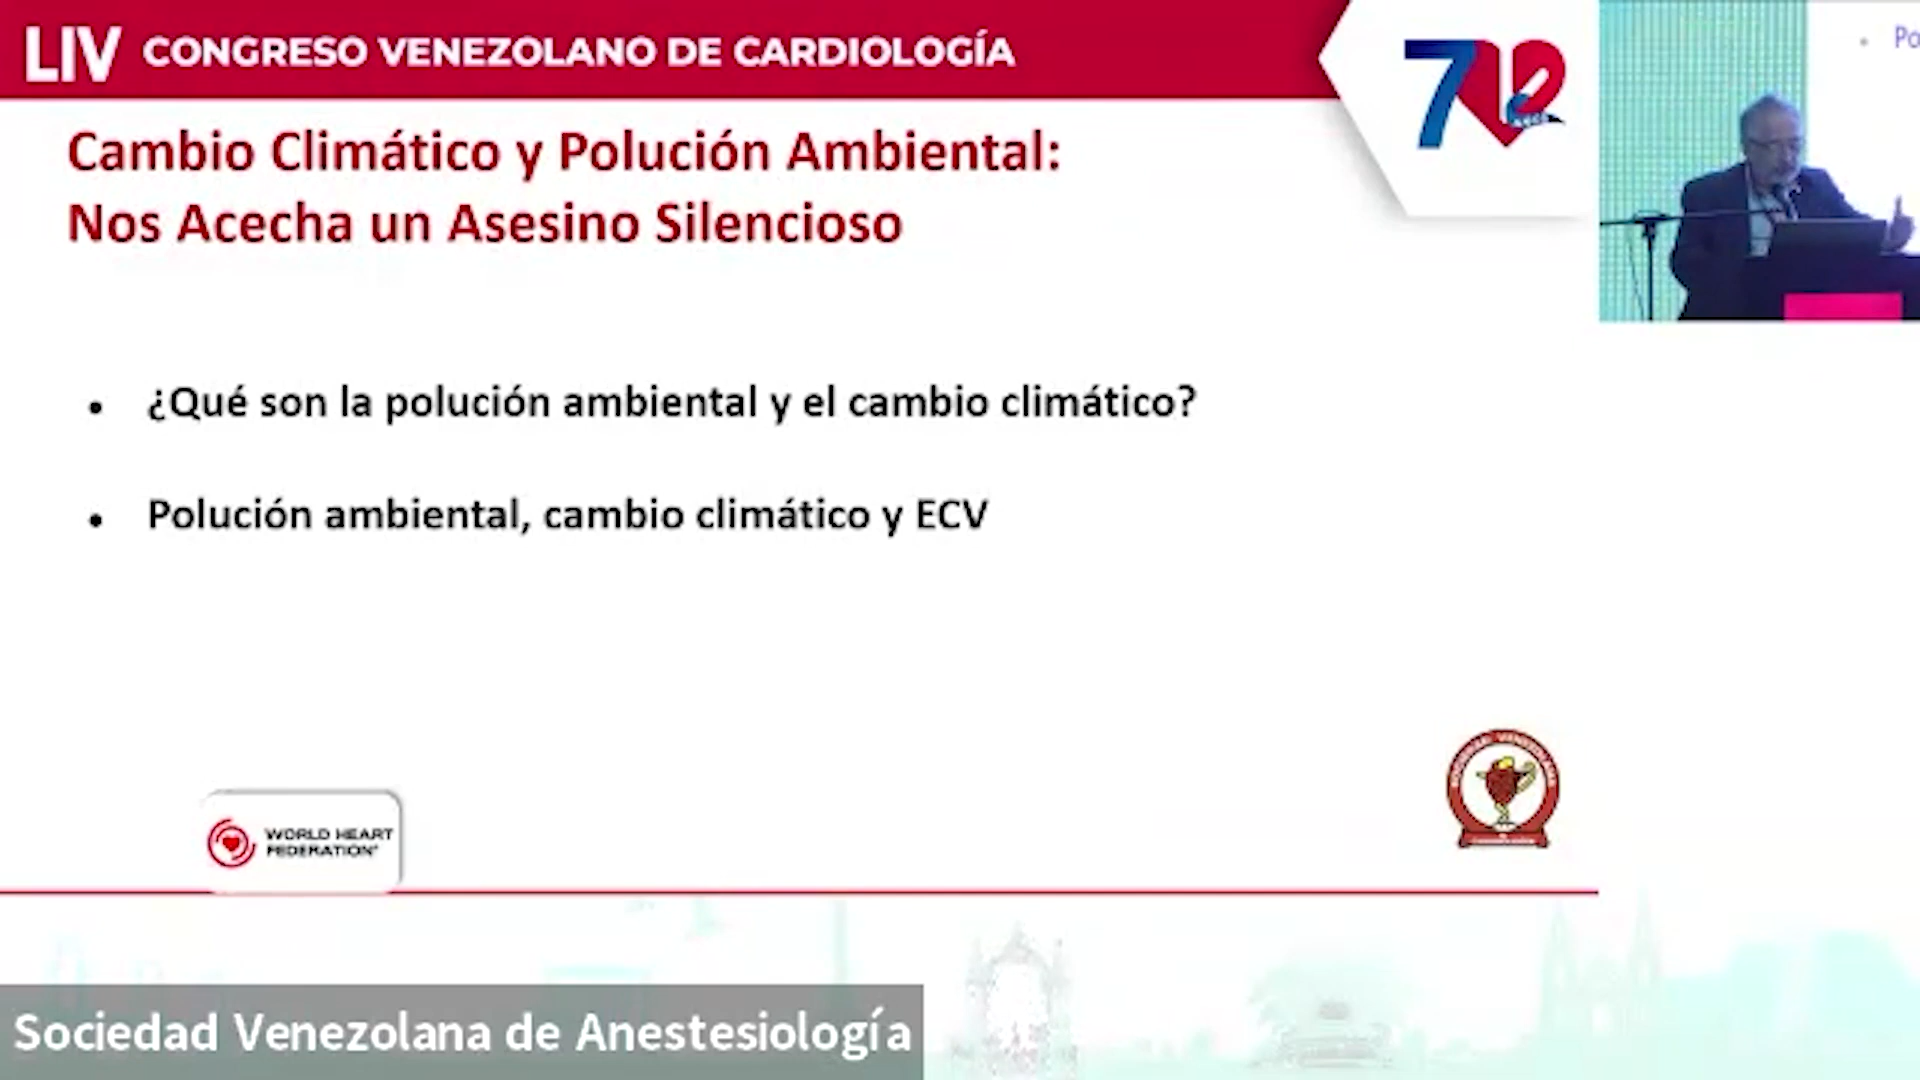 LIV CONGRESO VENEZOLANO DE CARDIOLOGÍA
Cambio Climático y Polución Ambiental:
Nos Acecha un Asesino Silencioso
• ¿Qué son la polución ambiental y el cambio climático?
• Polución ambiental, cambio climático y ECV
WORLD HEART
FEDERATION
Sociedad Venezolana de Anestesiología